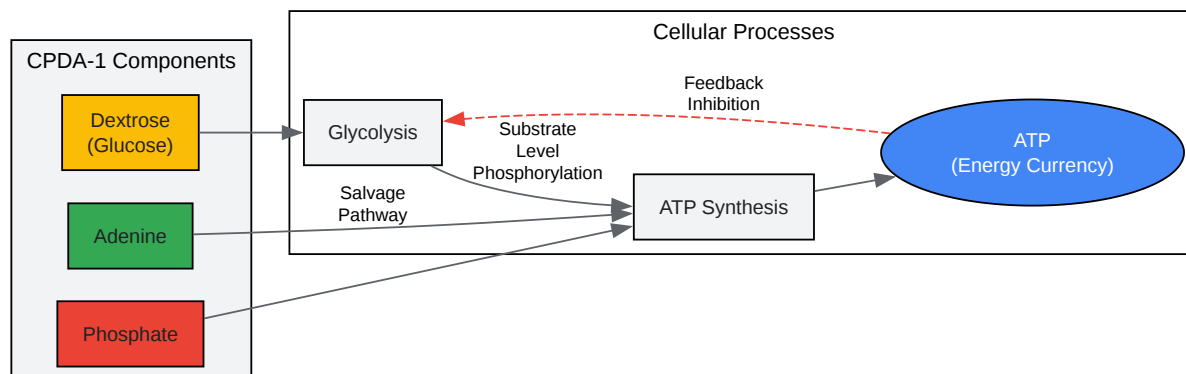 CPDA-1 Components
Dextrose
(Glucose)
Adenine
Phosphate
Cellular Processes
Glycolysis
Feedback
Inhibition
Substrate
Level
Phosphorylation
Salvage
Pathway
ATP Synthesis
ATP
(Energy Currency)